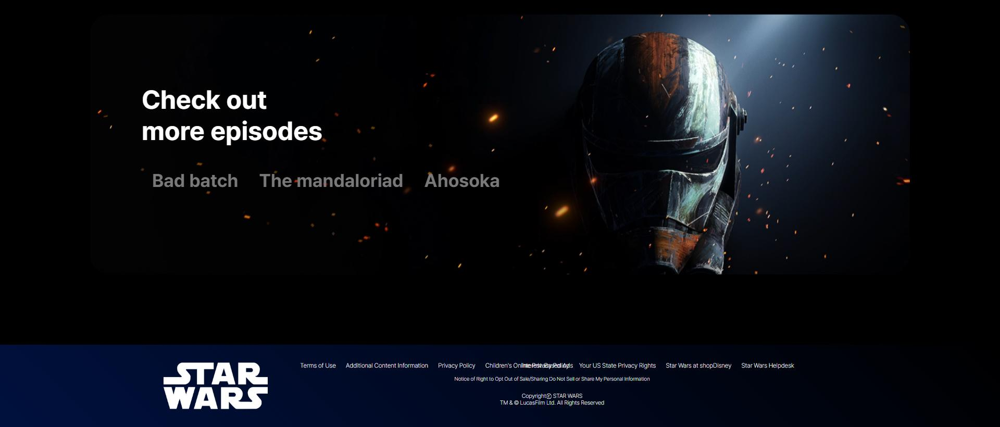 Check out
more episodes
Bad batch The mandaloriad Ahosoka
STAR
WARS
Terms of Use Additional Content Information Privacy Policy Children's Online Privacy Policy Interest-Based Ads Your US State Privacy Rights Star Wars at shopDisney Star Wars Helpdesk
Notice of Right to Opt Out of Sale/Sharing Do Not Sell or Share My Personal Information
Copyright© STAR WARS
TM & © LucasFilm Ltd. All Rights Reserved